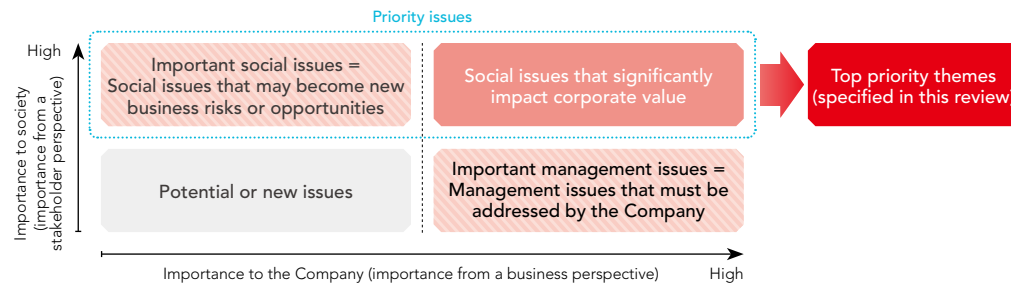 Priority issues
High
Important social issues =
Social issues that may become new
business risks or opportunities
Social issues that significantly
impact corporate value
Top priority themes
(specified in this review)
Importance to society
(importance from a
stakeholder perspective)
Potential or new issues
Important management issues =
Management issues that must be
addressed by the Company
Importance to the Company (importance from a business perspective)
High